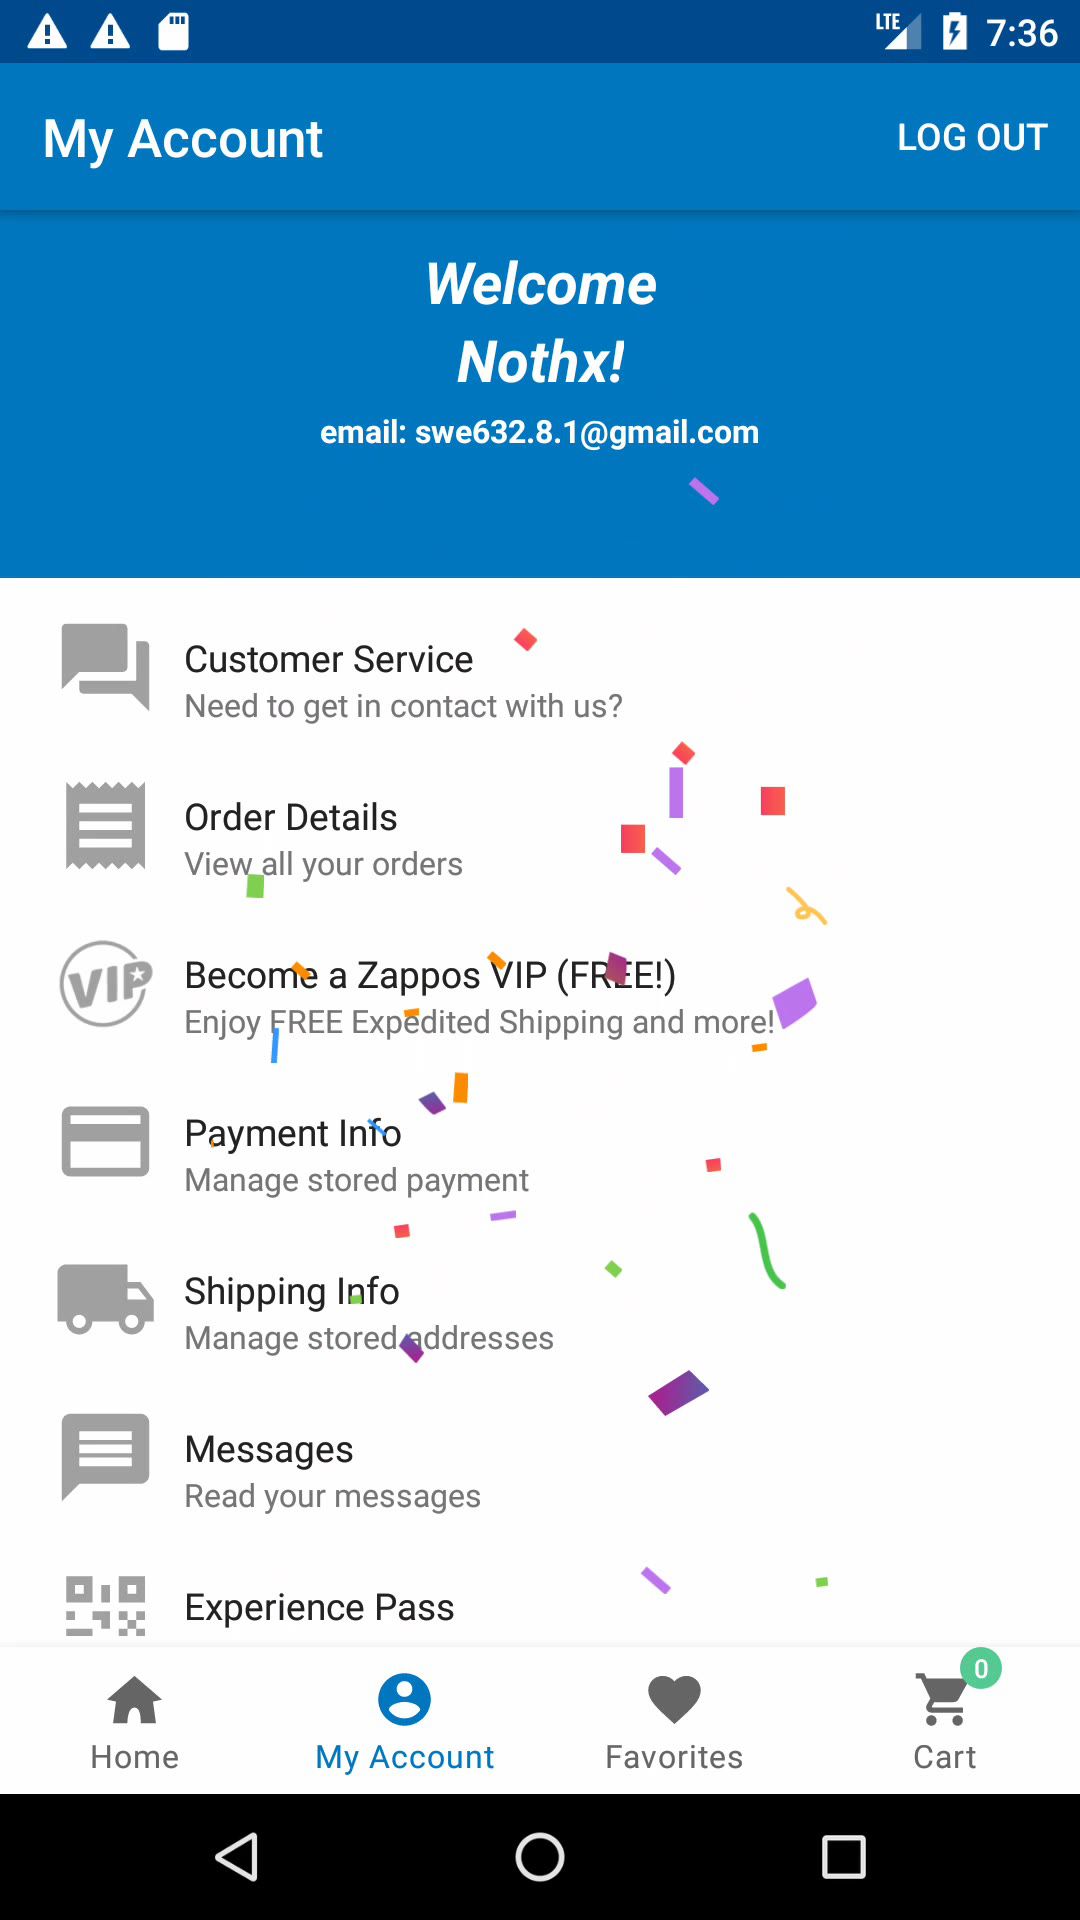 LTE 7:36
My Account LOG OUT
Welcome
Nothx!
email: swe632.8.1@gmail.com
Customer Service
Need to get in contact with us?
Order Details
View all your orders
VIP
Become a Zappos VIP (FREE!)
Enjoy FREE Expedited Shipping and more!
Payment Info
Manage stored payment
Shipping Info
Manage stored addresses
Messages
Read your messages
Experience Pass
0
Home My Account Favorites Cart